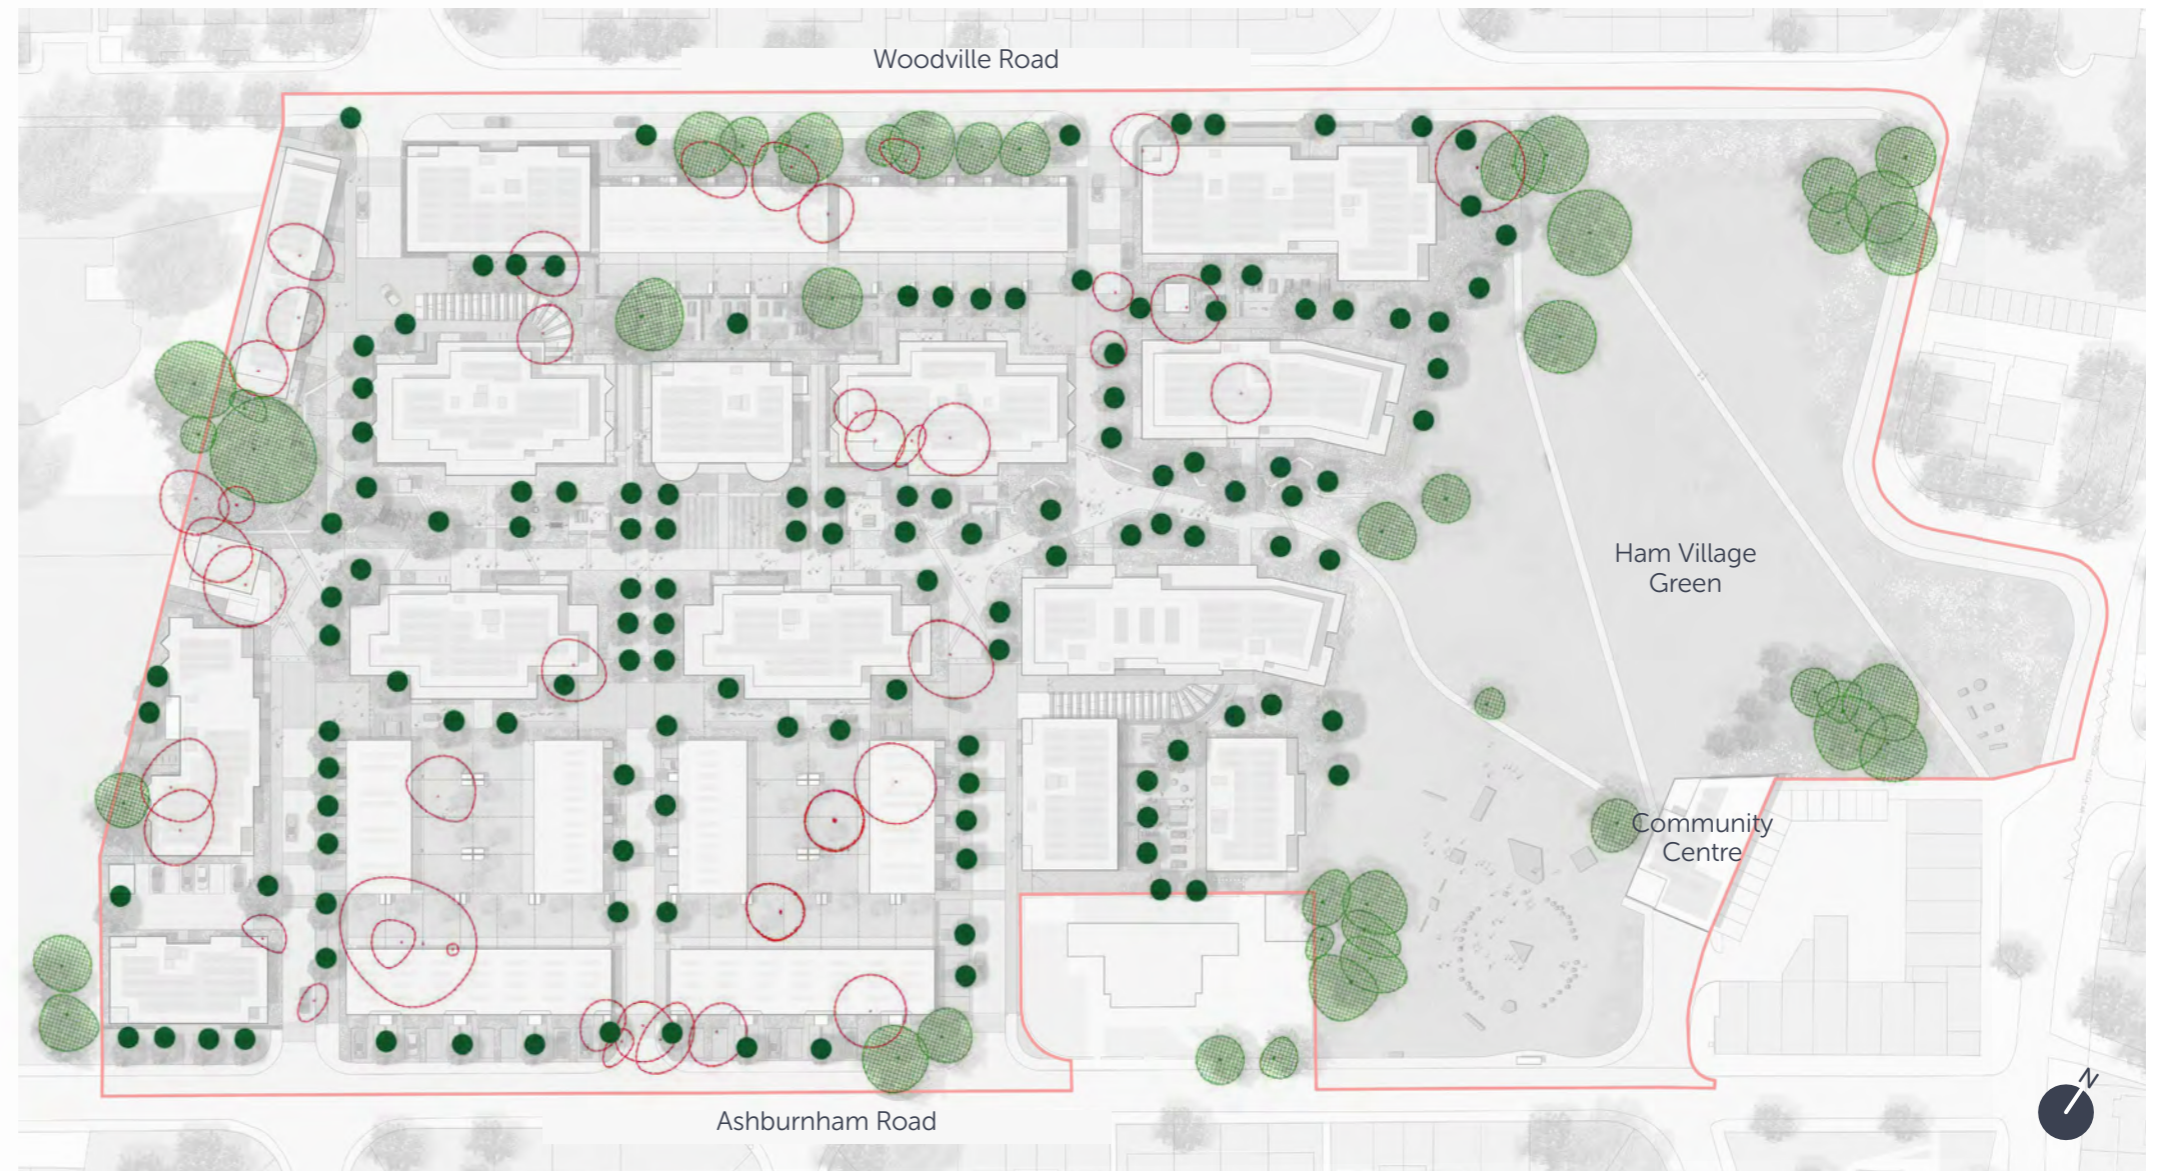 Woodville Road
Ham Village
Green
Community
Centre
Ashburnham Road
N